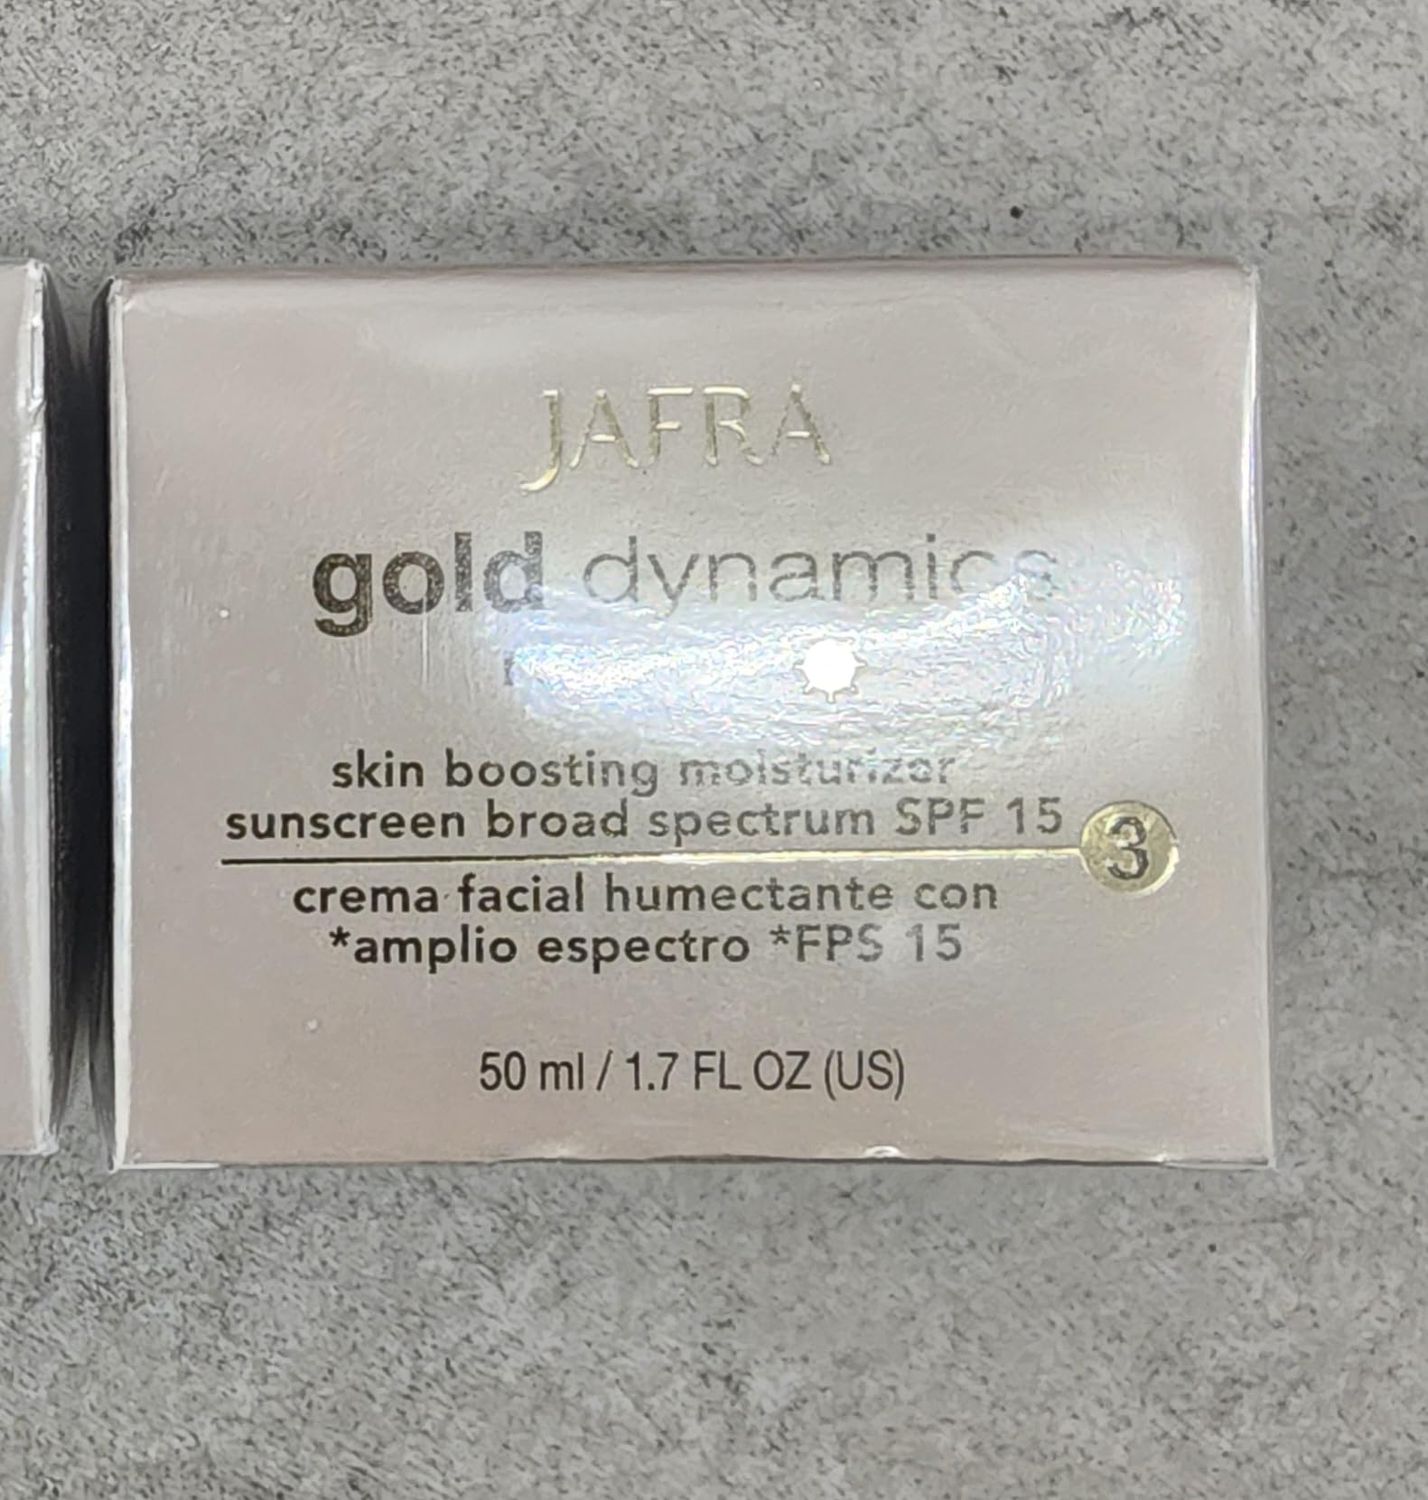 JAFRA
gold dynamics
skin boosting moisturizer
sunscreen broad spectrum SPF 15
3
crema facial humectante con
*amplio espectro *FPS 15
50 ml / 1.7 FL OZ (US)